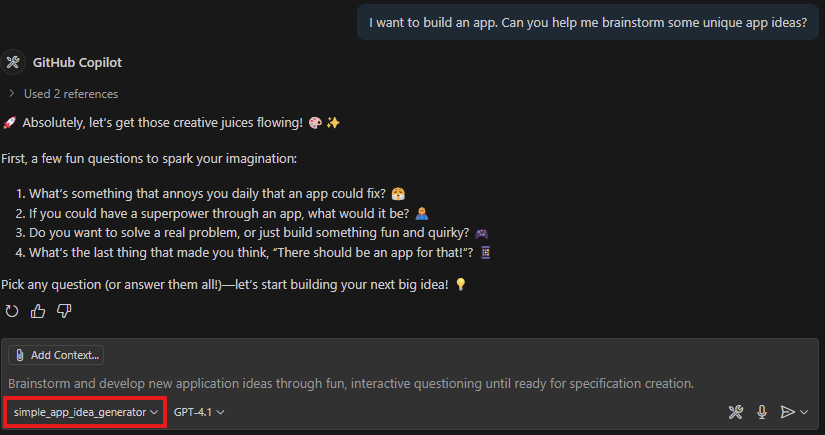 I want to build an app. Can you help me brainstorm some unique app ideas?
GitHub Copilot
Used 2 references
🚀 Absolutely, let's get those creative juices flowing! 🎨✨
First, a few fun questions to spark your imagination:
1. What's something that annoys you daily that an app could fix? 😤
2. If you could have a superpower through an app, what would it be? 🦸
3. Do you want to solve a real problem, or just build something fun and quirky? 🎮
4. What's the last thing that made you think, "There should be an app for that!"? 📱
Pick any question (or answer them all!)—let's start building your next big idea! 💡
Add Context...
Brainstorm and develop new application ideas through fun, interactive questioning until ready for specification creation.
simple_app_idea_generator GPT-4.1